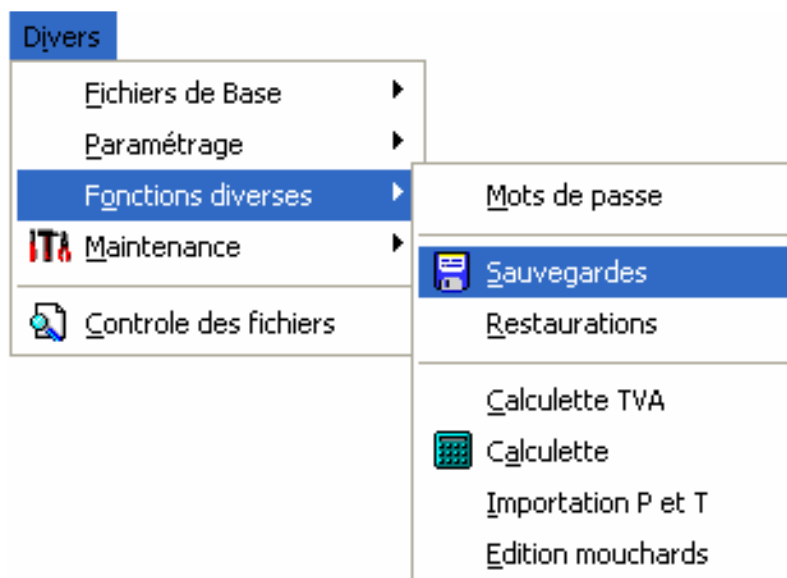 Divers
Fichiers de Base
Paramétrage
Fonctions diverses
Maintenance
Controle des fichiers
Mots de passe
Sauvegardes
Restaurations
Calculette TVA
Calculette
Importation P et T
Edition mouchards